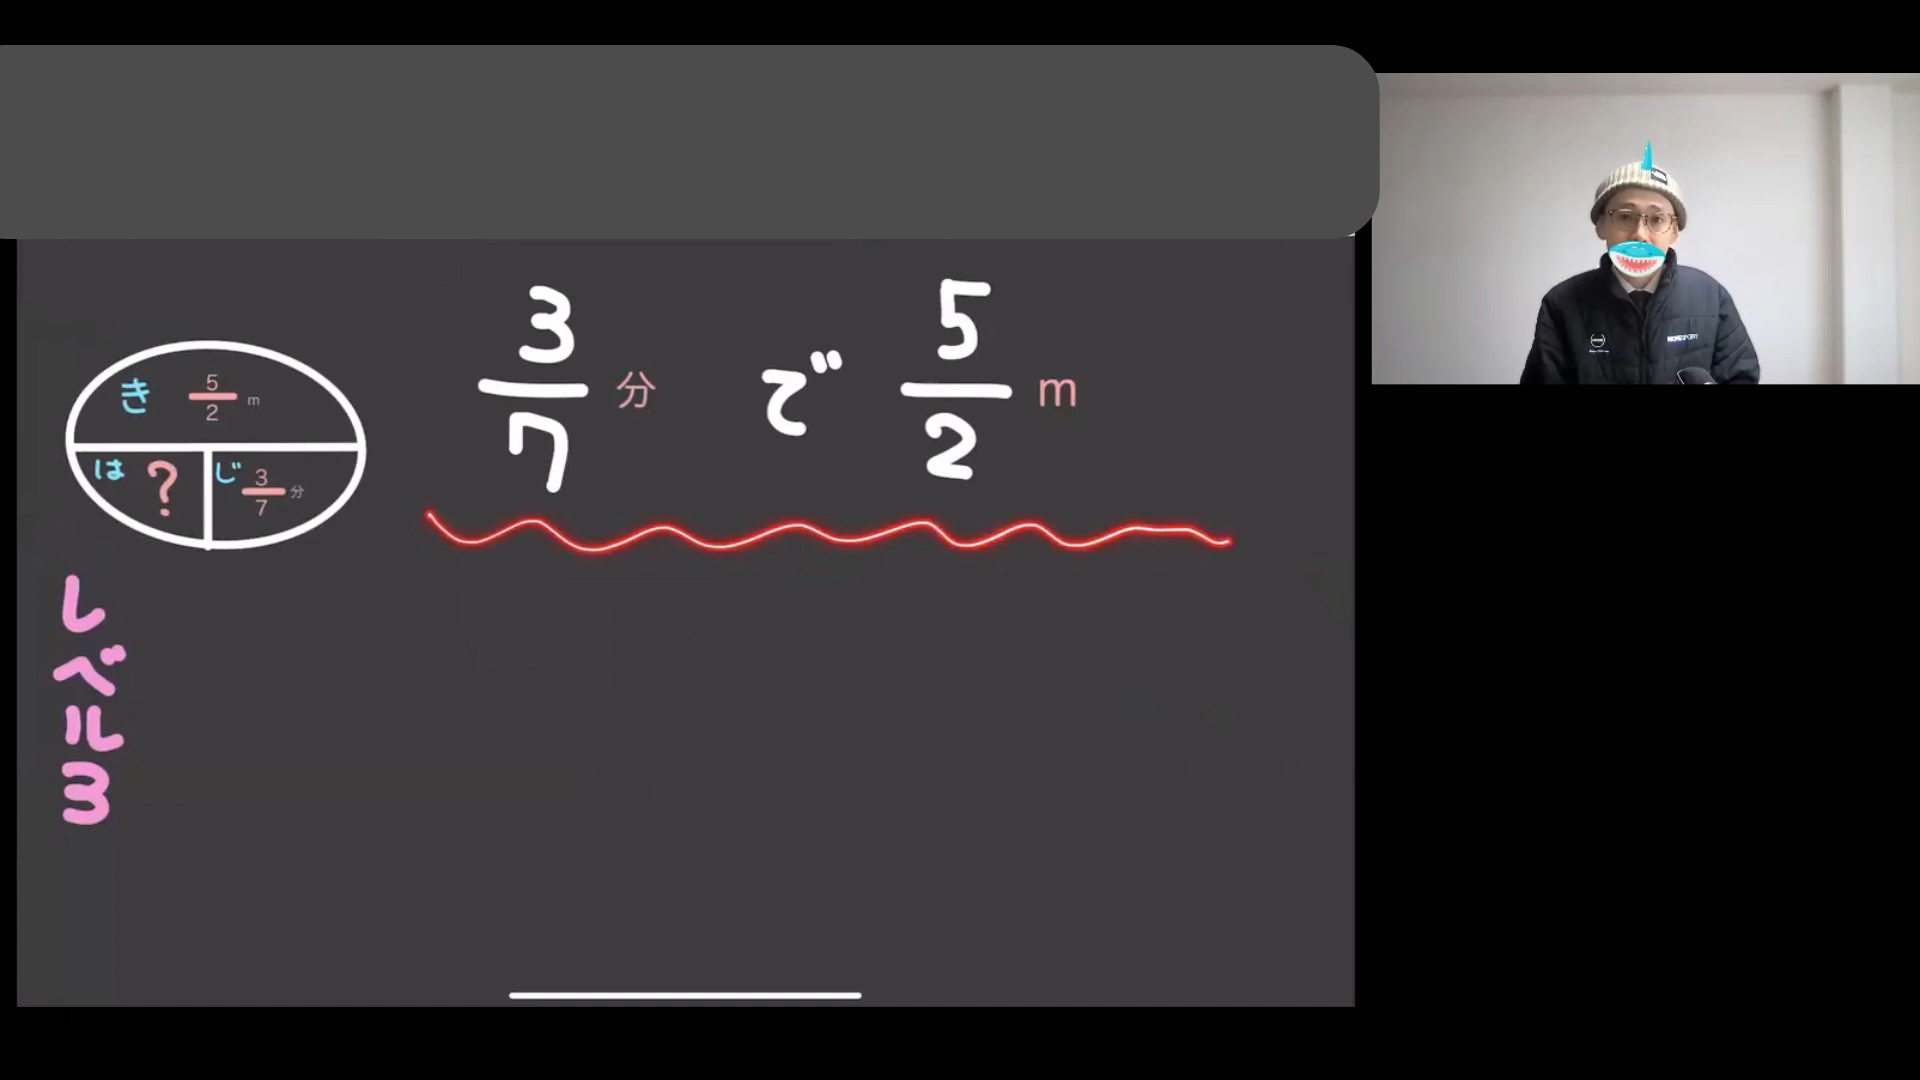 き 5/2 m
は ? じ 3/7 分
3/7 分 で 5/2 m
レベル3